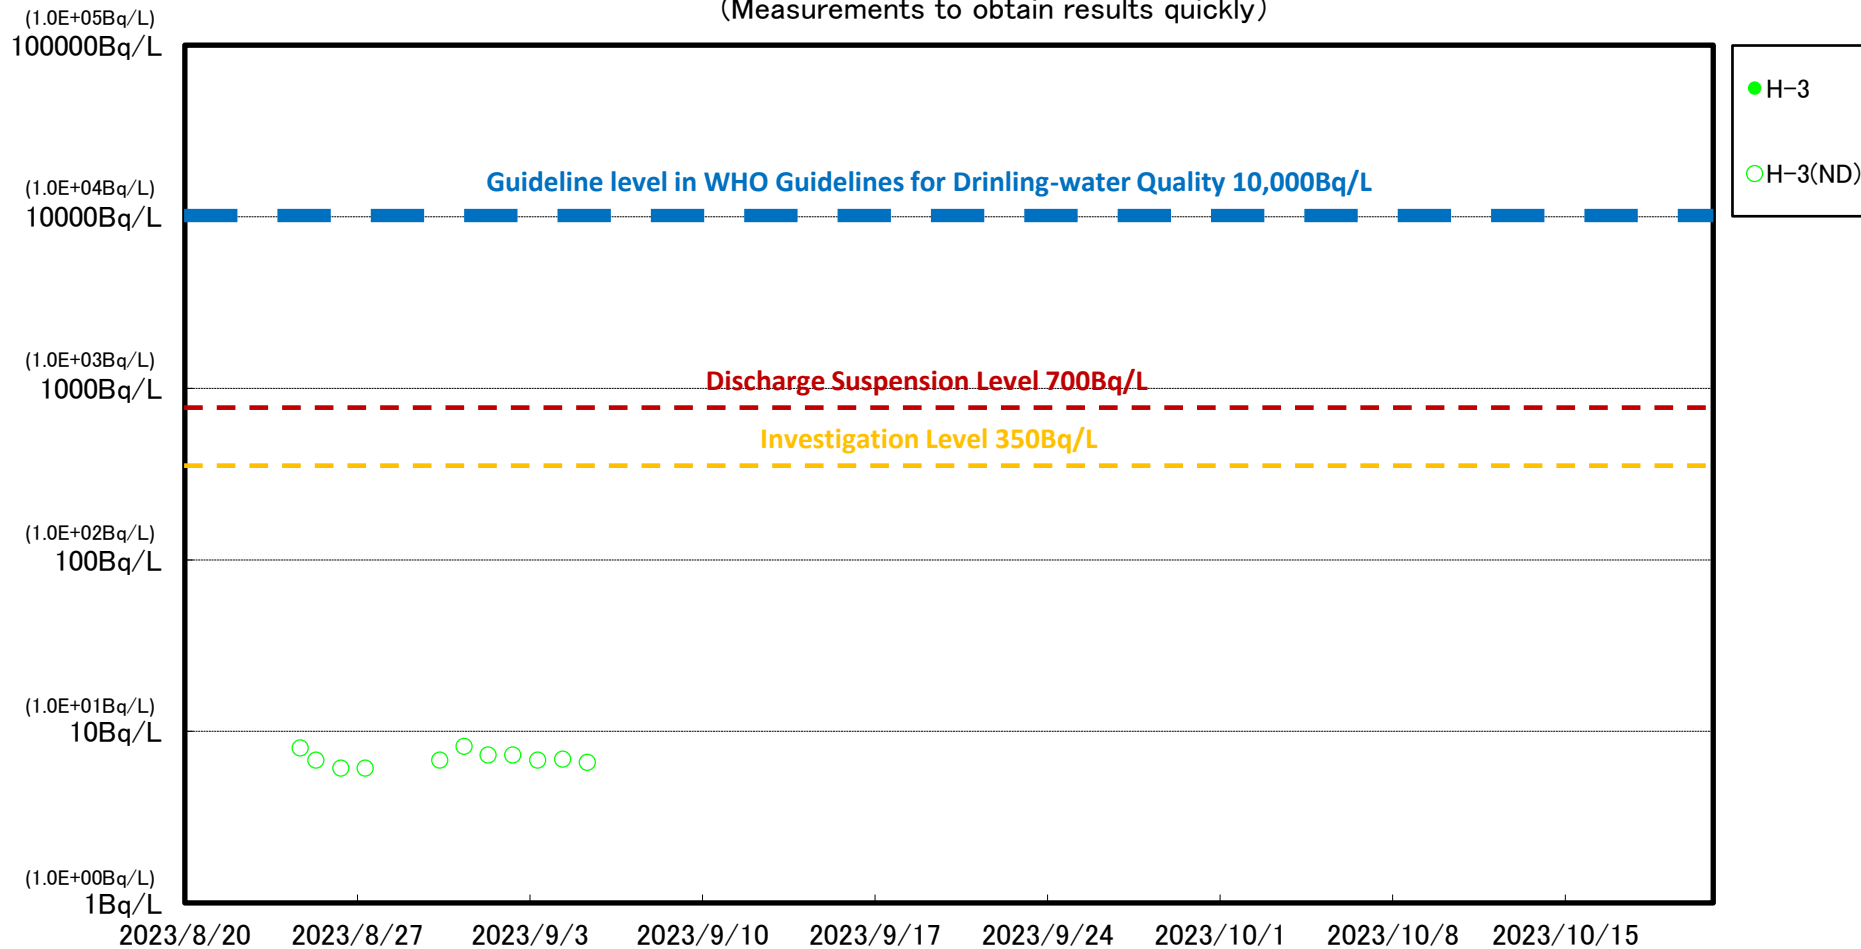 (Measurements to obtain results quickly)
(1.0E+05Bq/L)
100000Bq/L
H-3
H-3(ND)
Guideline level in WHO Guidelines for Drinling-water Quality 10,000Bq/L
(1.0E+04Bq/L)
10000Bq/L
(1.0E+03Bq/L)
1000Bq/L
Discharge Suspension Level 700Bq/L
Investigation Level 350Bq/L
(1.0E+02Bq/L)
100Bq/L
(1.0E+01Bq/L)
10Bq/L
(1.0E+00Bq/L)
1Bq/L
2023/8/20 2023/8/27 2023/9/3 2023/9/10 2023/9/17 2023/9/24 2023/10/1 2023/10/8 2023/10/15